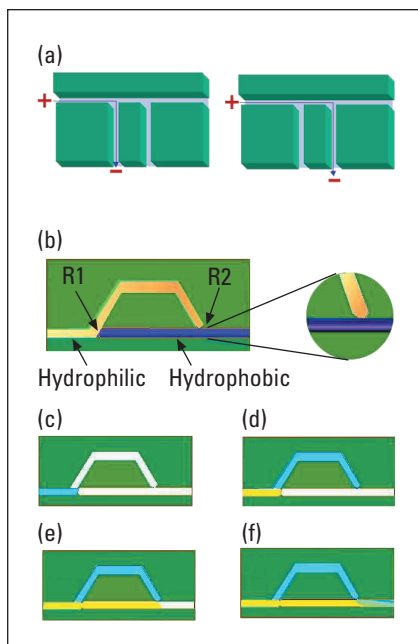 (a)
+
−
+
−
(b)
R1
R2
Hydrophilic
Hydrophobic
(c)
(d)
(e)
(f)